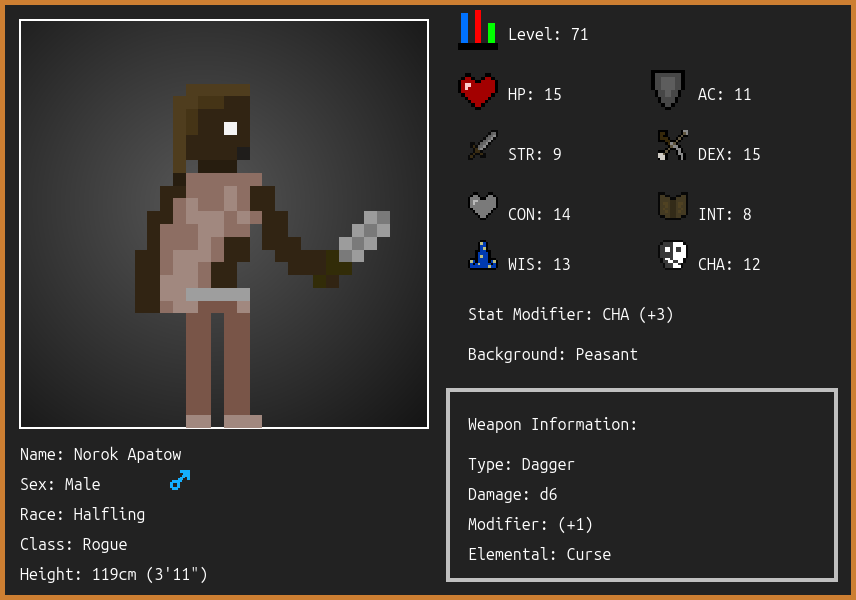 Level: 71
HP: 15
AC: 11
STR: 9
DEX: 15
CON: 14
INT: 8
WIS: 13
CHA: 12
Stat Modifier: CHA (+3)
Background: Peasant
Weapon Information:
Type: Dagger
Damage: d6
Modifier: (+1)
Elemental: Curse
Name: Norok Apatow
Sex: Male
Race: Halfling
Class: Rogue
Height: 119cm (3'11")